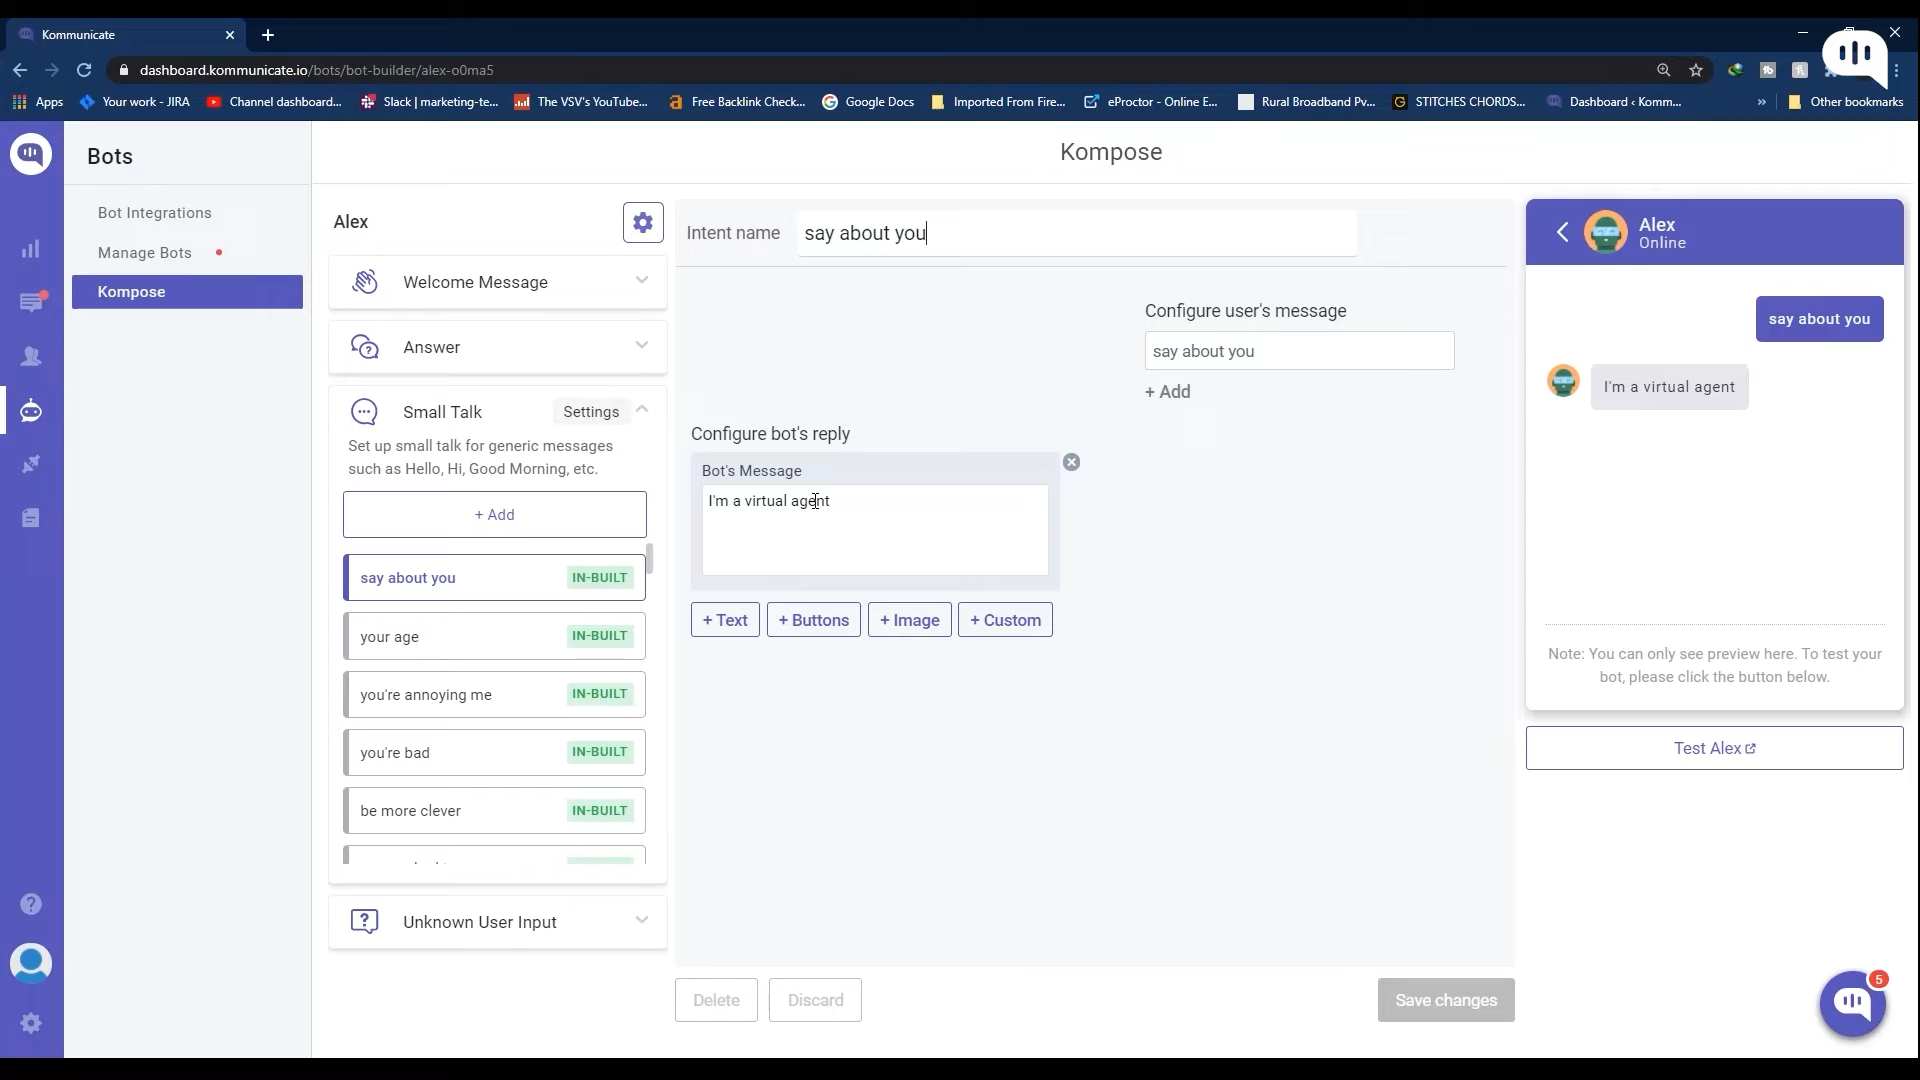 Kommunicate
dashboard.kommunicate.io/bots/bot-builder/alex-o0ma5
Apps
Your work - JIRA
Channel dashboard...
Slack | marketing-te...
The VSV's YouTube...
Free Backlink Check...
Google Docs
Imported From Fire...
eProctor - Online E...
Rural Broadband Pv...
STITCHES CHORDS...
Dashboard ‹ Komm...
»
Other bookmarks
Bots
Bot Integrations
Manage Bots
Kompose
Kompose
Alex
Welcome Message
Answer
Small Talk
Settings
Set up small talk for generic messages
such as Hello, Hi, Good Morning, etc.
+ Add
say about you IN-BUILT
your age IN-BUILT
you're annoying me IN-BUILT
you're bad IN-BUILT
be more clever IN-BUILT
Unknown User Input
Intent name say about you
Configure user's message
say about you
+ Add
Configure bot's reply
Bot's Message
I'm a virtual agent
+ Text
+ Buttons
+ Image
+ Custom
Delete
Discard
Save changes
Alex
Online
say about you
I'm a virtual agent
Note: You can only see preview here. To test your
bot, please click the button below.
Test Alex
5